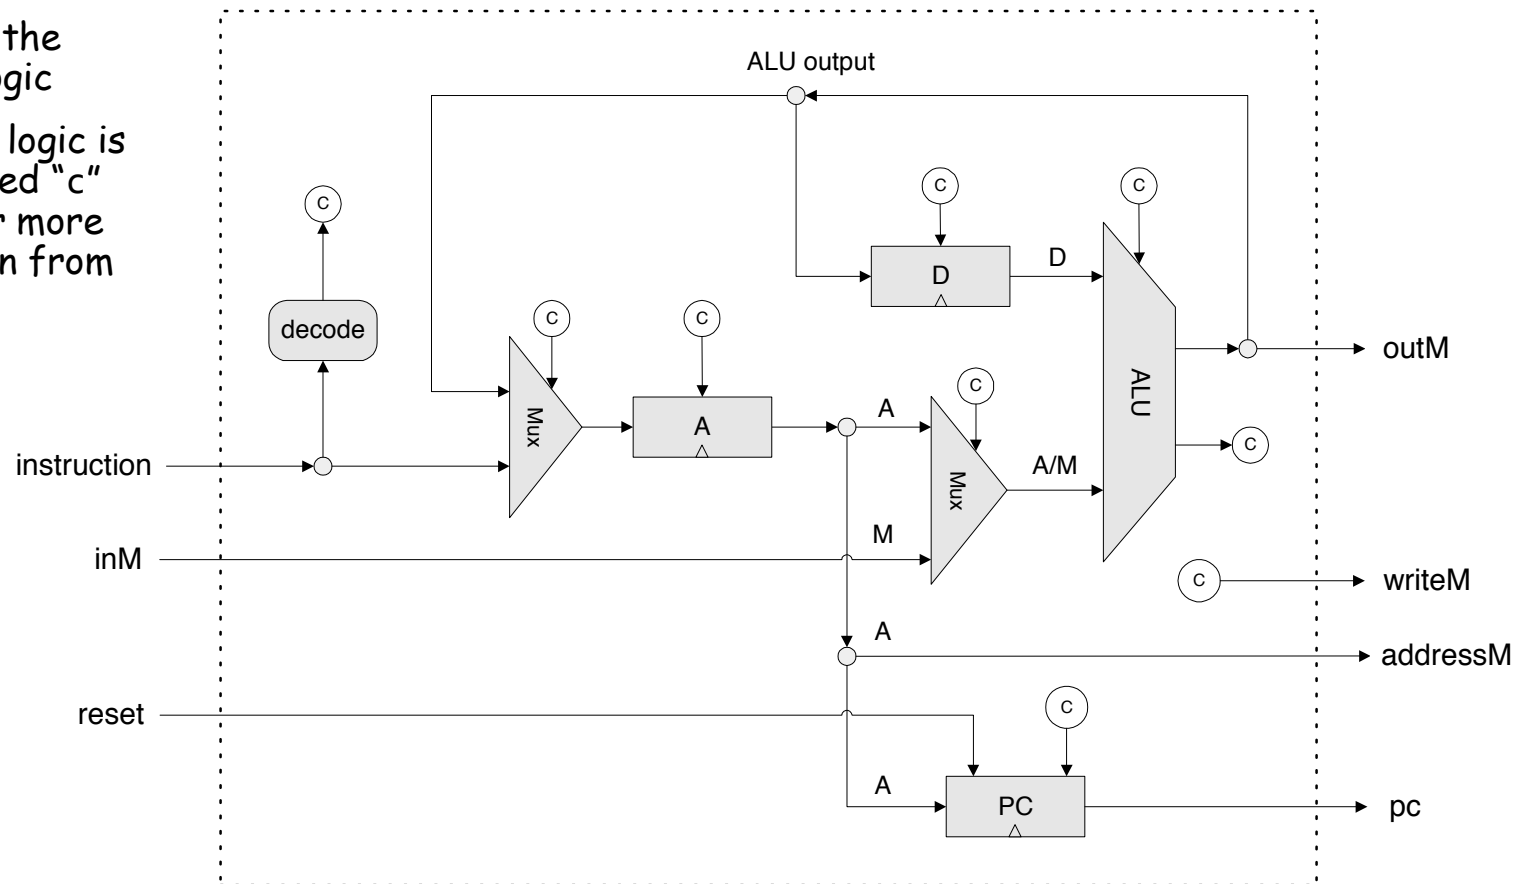 the
ogic
logic is
ed “c”
r more
n from
ALU output
C
C
C
D
D
decode
C
C
C
ALU
outM
Mux
A
A
Mux
A/M
C
instruction
M
inM
C
writeM
A
addressM
reset
C
A
PC
pc